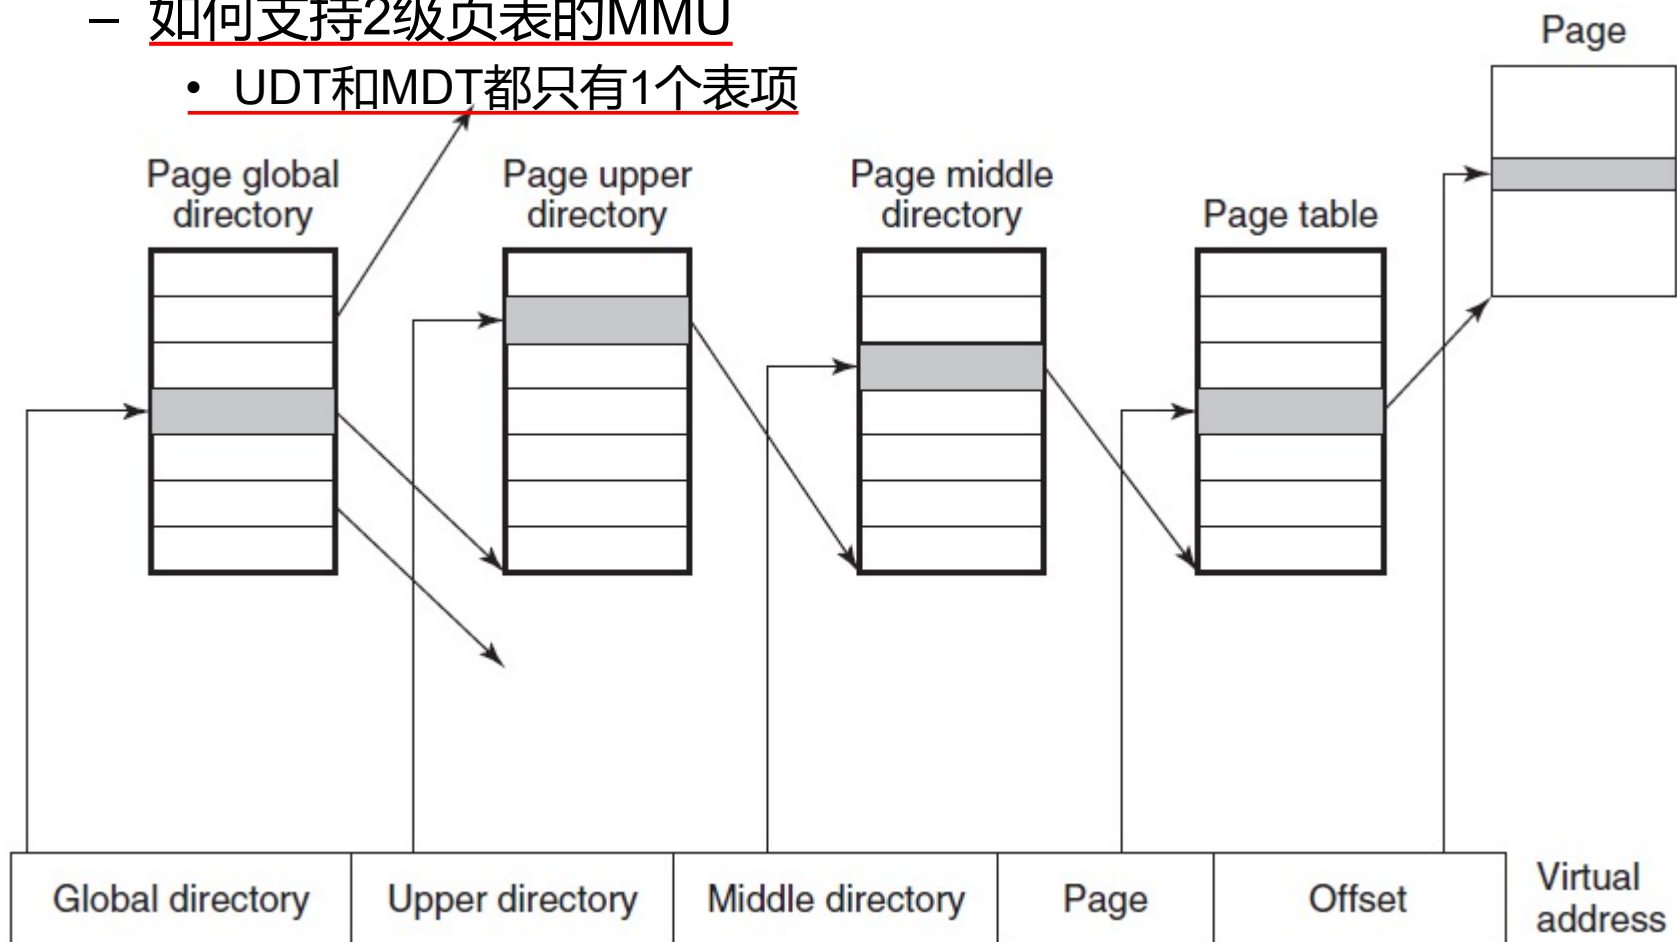 – 如何支持2级页表的MMU
• UDT和MDT都只有1个表项
Page
Page global
directory
Page upper
directory
Page middle
directory
Page table
Global directory
Upper directory
Middle directory
Page
Offset
Virtual
address